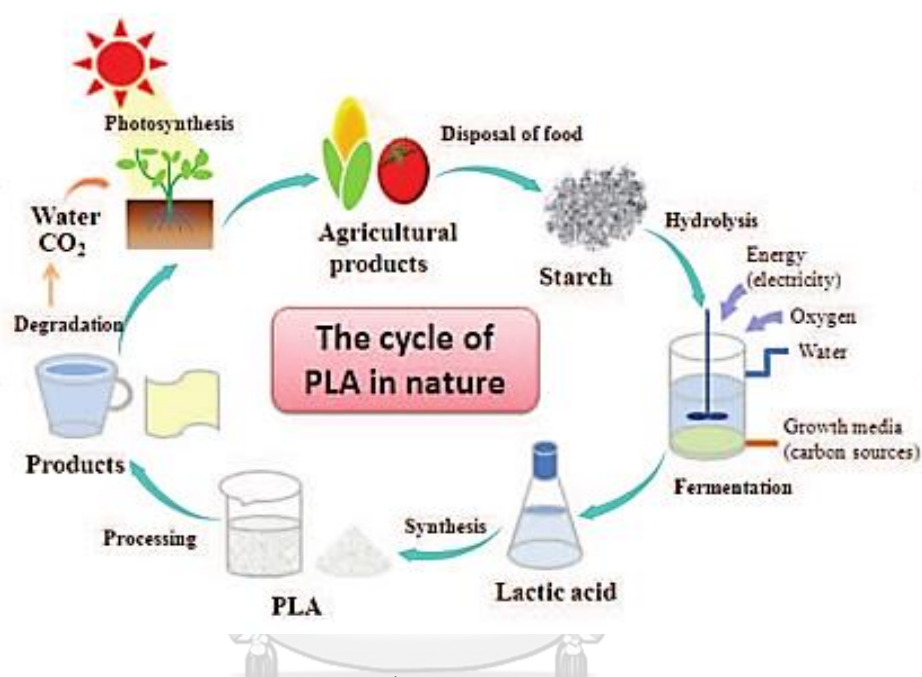 Photosynthesis
Water
CO₂
Degradation
Agricultural
products
Disposal of food
Starch
Hydrolysis
Energy
(electricity)
Oxygen
Water
Growth media
(carbon sources)
Fermentation
The cycle of
PLA in nature
Lactic acid
Synthesis
PLA
Processing
Products